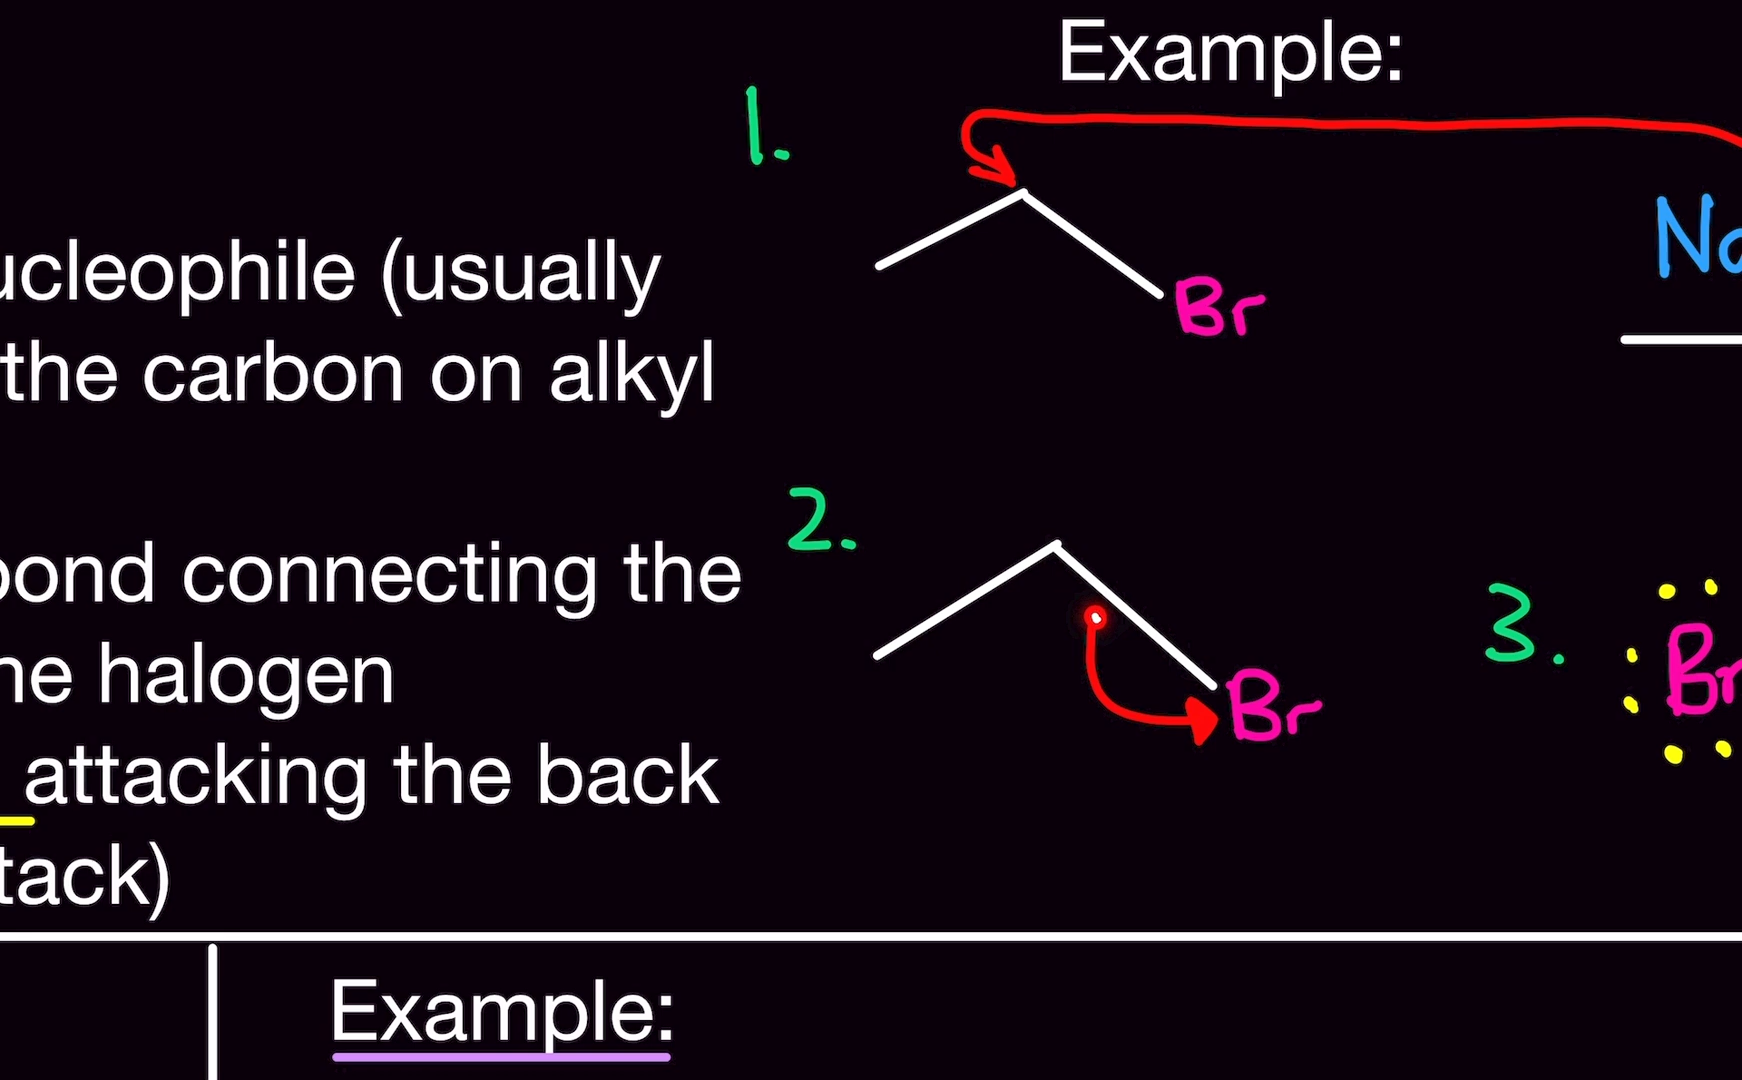 Example:
1.
ucleophile (usually
Br
the carbon on alkyl
2.
bond connecting the
3.
Br
Br
halogen
attacking the back
tack)
Example: